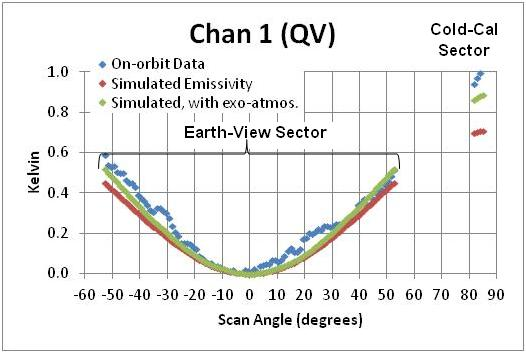 Chan 1 (QV)
Cold-Cal
Sector
On-orbit Data
Simulated Emissivity
Simulated, with exo-atmos.
Earth-View Sector
Kelvin
1.0
0.8
0.6
0.4
0.2
0.0
-60 -50 -40 -30 -20 -10 0 10 20 30 40 50 60 70 80 90
Scan Angle (degrees)